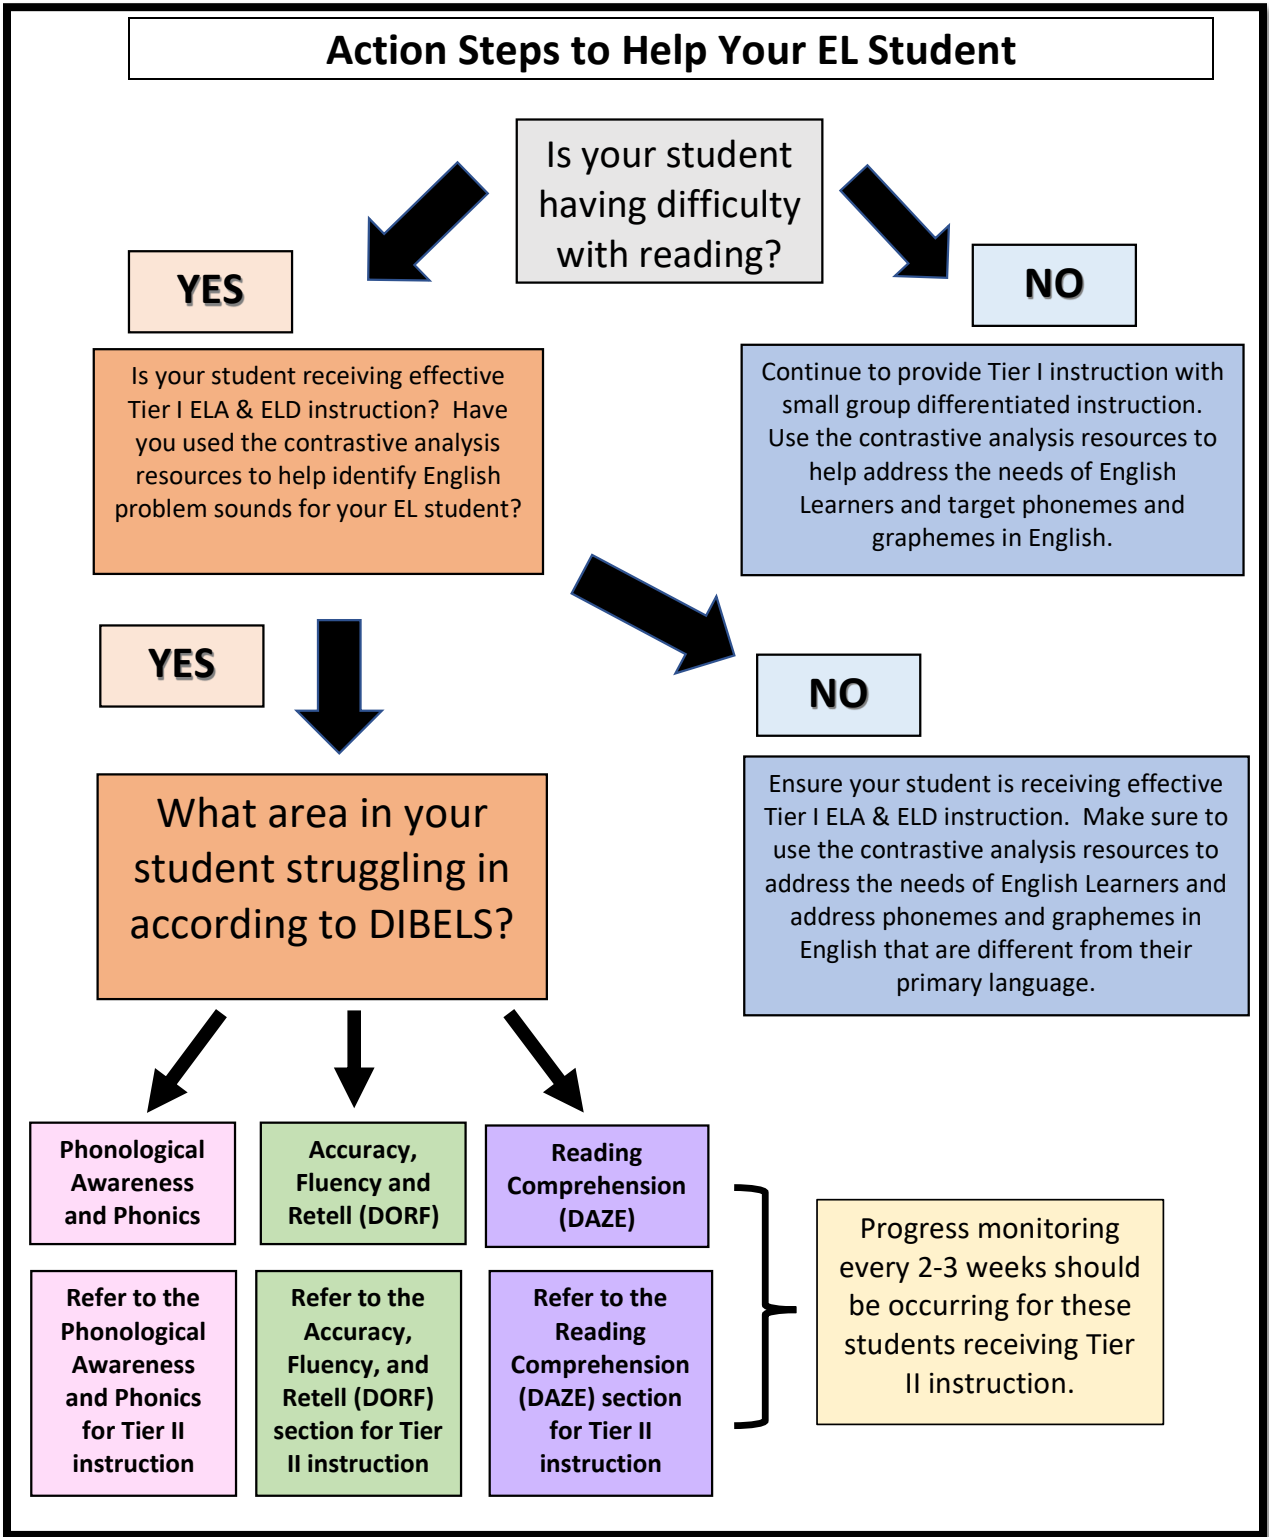 Action Steps to Help Your EL Student
Is your student
having difficulty
with reading?
YES
NO
Is your student receiving effective
Tier I ELA & ELD instruction?  Have
you used the contrastive analysis
resources to help identify English
problem sounds for your EL student?
Continue to provide Tier I instruction with
small group differentiated instruction.
Use the contrastive analysis resources to
help address the needs of English
Learners and target phonemes and
graphemes in English.
YES
NO
What area in your
student struggling in
according to DIBELS?
Ensure your student is receiving effective
Tier I ELA & ELD instruction.  Make sure to
use the contrastive analysis resources to
address the needs of English Learners and
address phonemes and graphemes in
English that are different from their
primary language.
Phonological
Awareness
and Phonics
Accuracy,
Fluency and
Retell (DORF)
Reading
Comprehension
(DAZE)
Refer to the
Phonological
Awareness
and Phonics
for Tier II
instruction
Refer to the
Accuracy,
Fluency, and
Retell (DORF)
section for Tier
II instruction
Refer to the
Reading
Comprehension
(DAZE) section
for Tier II
instruction
Progress monitoring
every 2-3 weeks should
be occurring for these
students receiving Tier
II instruction.